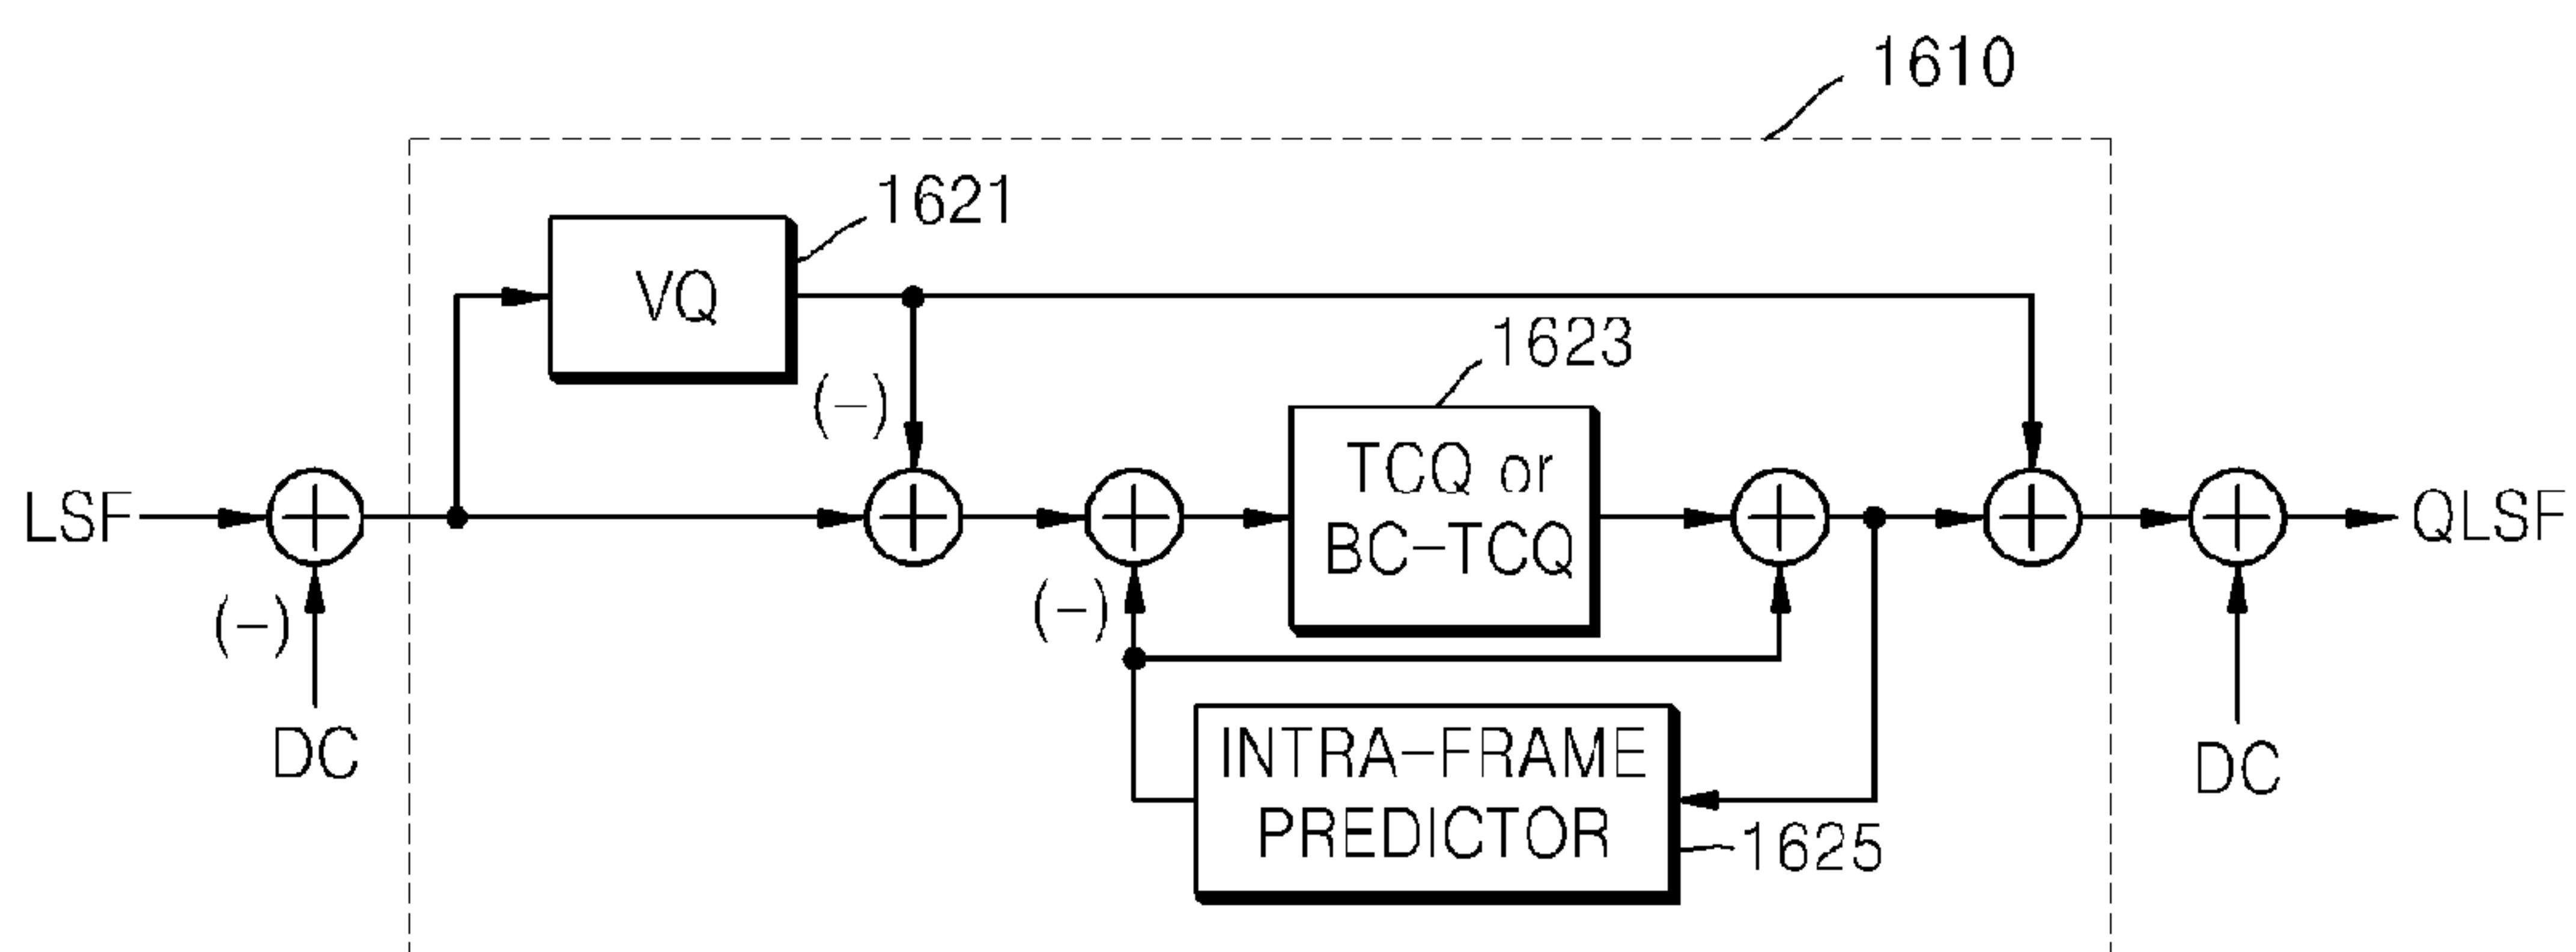 1610
1621
VQ
1623
(−)
TCQ or
BC−TCQ
LSF
QLSF
(−)
(−)
DC
INTRA−FRAME
PREDICTOR
1625
DC